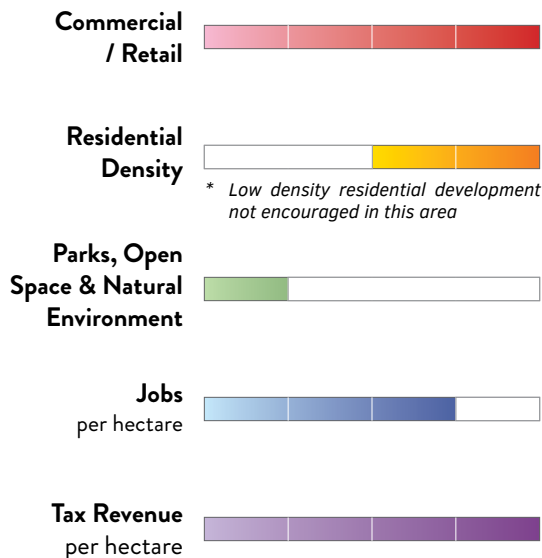 Commercial
/ Retail
Residential
Density
* Low density residential development
not encouraged in this area
Parks, Open
Space & Natural
Environment
Jobs
per hectare
Tax Revenue
per hectare